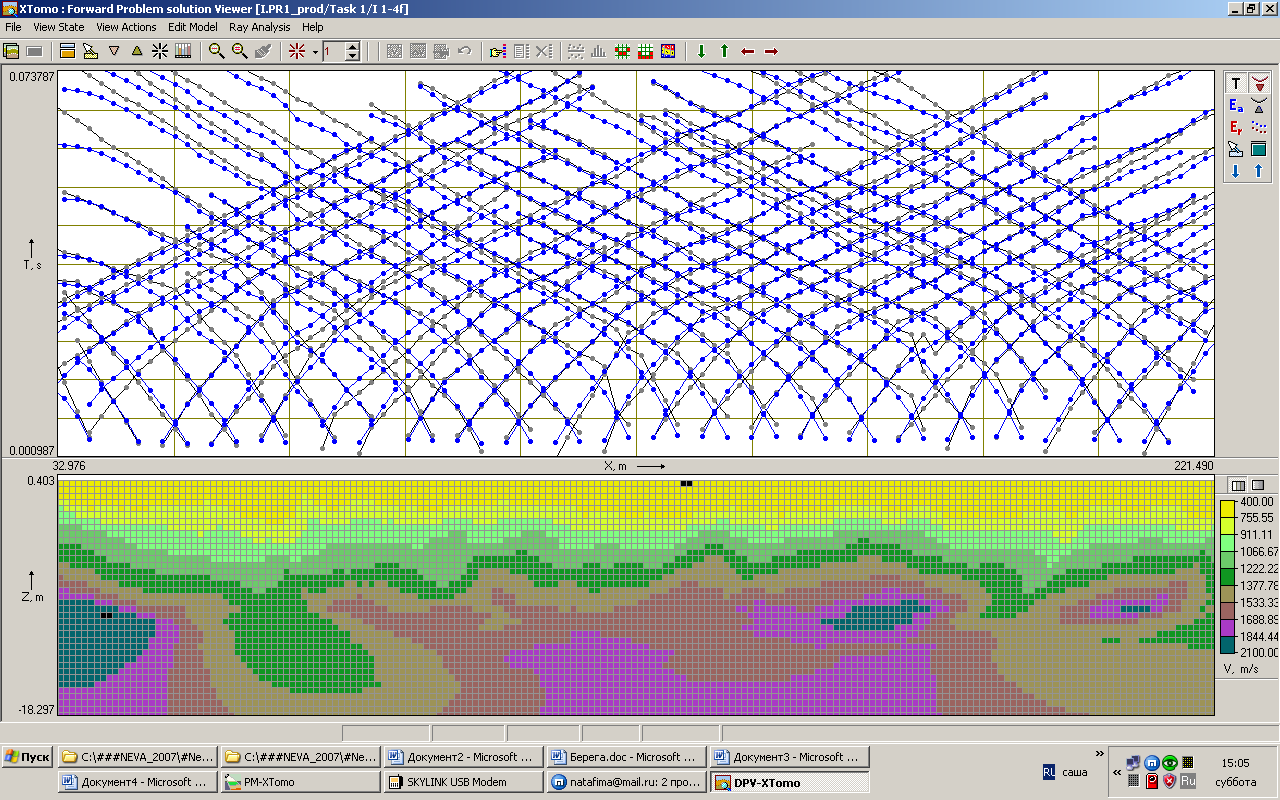 XTomo : Forward Problem solution Viewer [I.PR1_prod/Task 1/I 1-4f]
File View State View Actions Edit Model Ray Analysis Help
1
0.073787
T, s
0.000987
32.976
X, m
221.490
T
Ea
Er
0.403
Z, m
-18.297
400.00
755.55
911.11
1066.67
1222.22
1377.78
1533.33
1688.89
1844.44
2100.00
V, m/s
Пуск
C:\###NEVA_2007\#Ne...
C:\###NEVA_2007\#Ne...
Документ2 - Microsoft ...
Берега.doc - Microsoft ...
Документ3 - Microsoft ...
Документ4 - Microsoft ...
PM-XTomo
SKYLINK USB Modem
natafima@mail.ru: 2 про...
DPV-XTomo
RU
саша
Ru
15:05
суббота